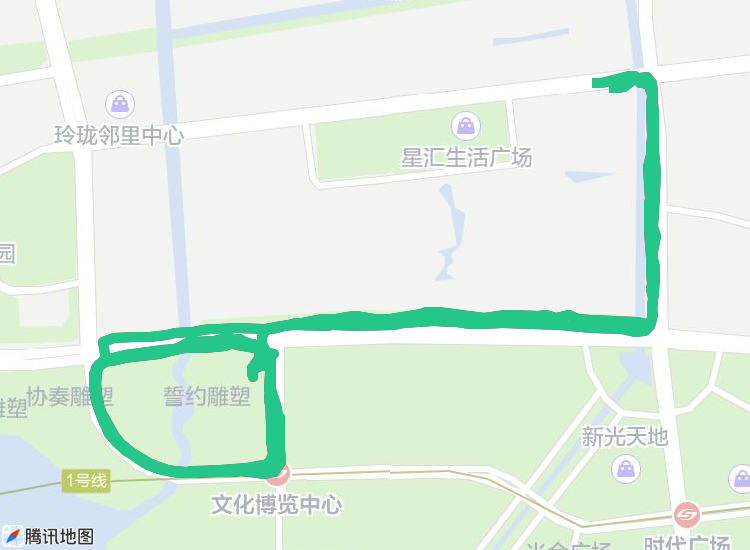 玲珑邻里中心
星汇生活广场
园
协奏雕塑
誓约雕塑
雕塑
新光天地
1号线
文化博览中心
腾讯地图
时代广场